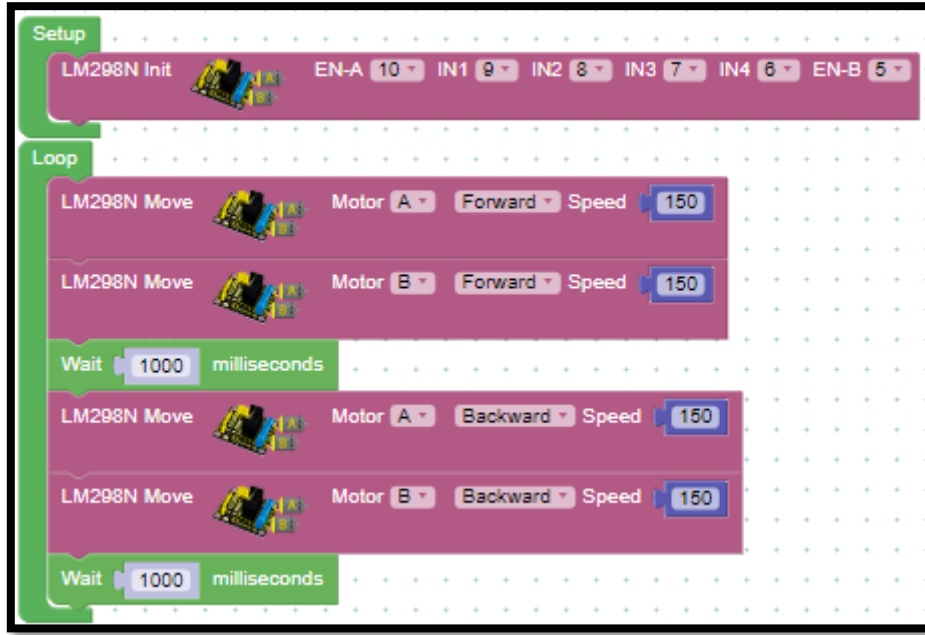 Setup
LM298N Init EN-A 10 IN1 9 IN2 8 IN3 7 IN4 6 EN-B 5
Loop
LM298N Move Motor A Forward Speed 150
LM298N Move Motor B Forward Speed 150
Wait 1000 milliseconds
LM298N Move Motor A Backward Speed 150
LM298N Move Motor B Backward Speed 150
Wait 1000 milliseconds